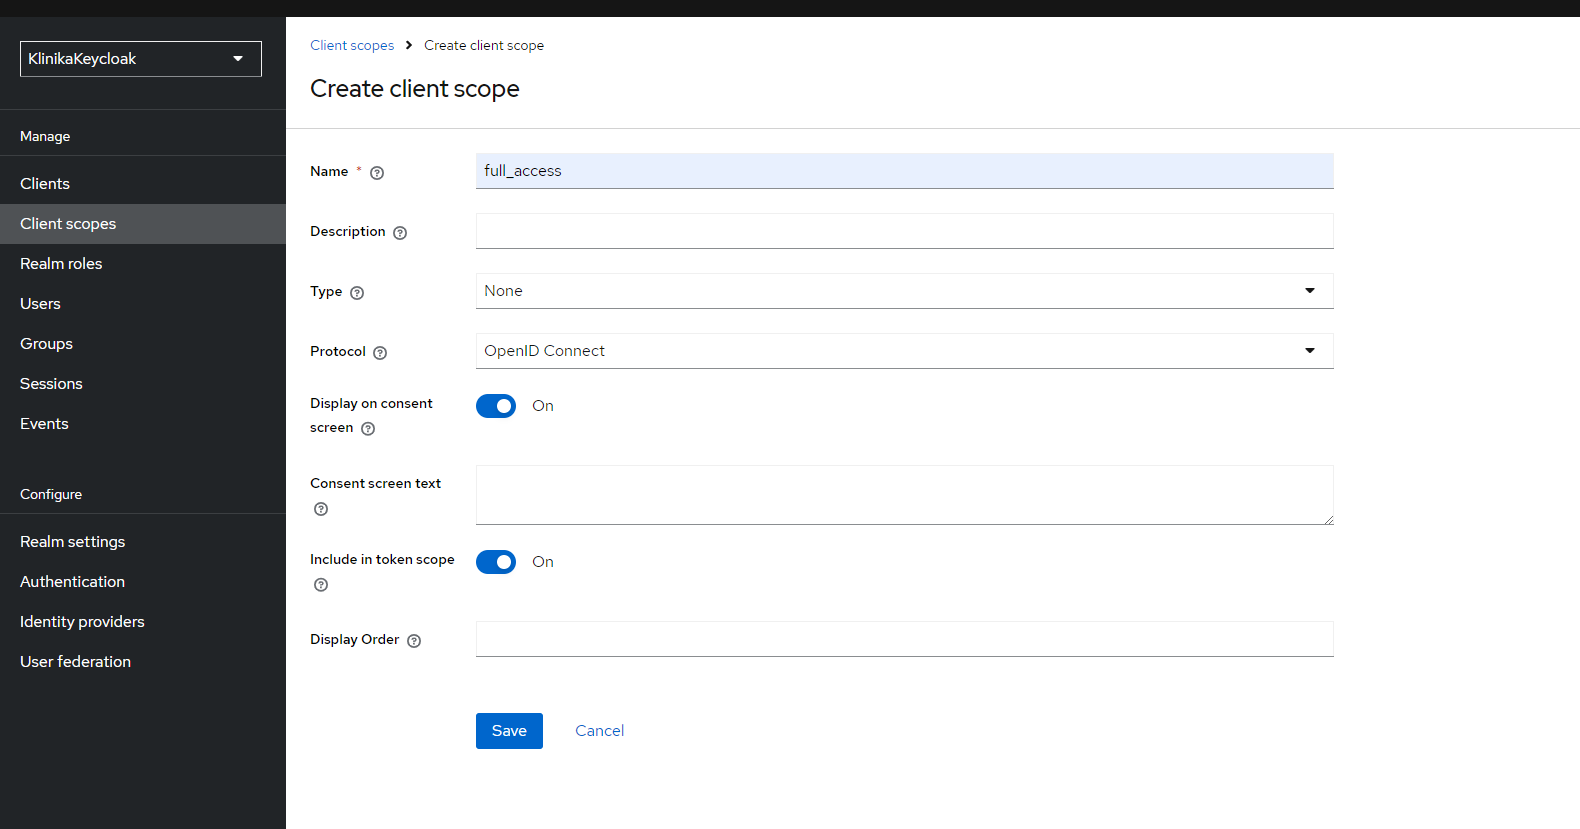 KlinikaKeycloak
Manage
Clients
Client scopes
Realm roles
Users
Groups
Sessions
Events
Configure
Realm settings
Authentication
Identity providers
User federation
Client scopes > Create client scope
Create client scope
Name * ?
full_access
Description ?
Type ?
None
Protocol ?
OpenID Connect
Display on consent
screen ?
On
Consent screen text
?
Include in token scope
?
On
Display Order ?
Save Cancel